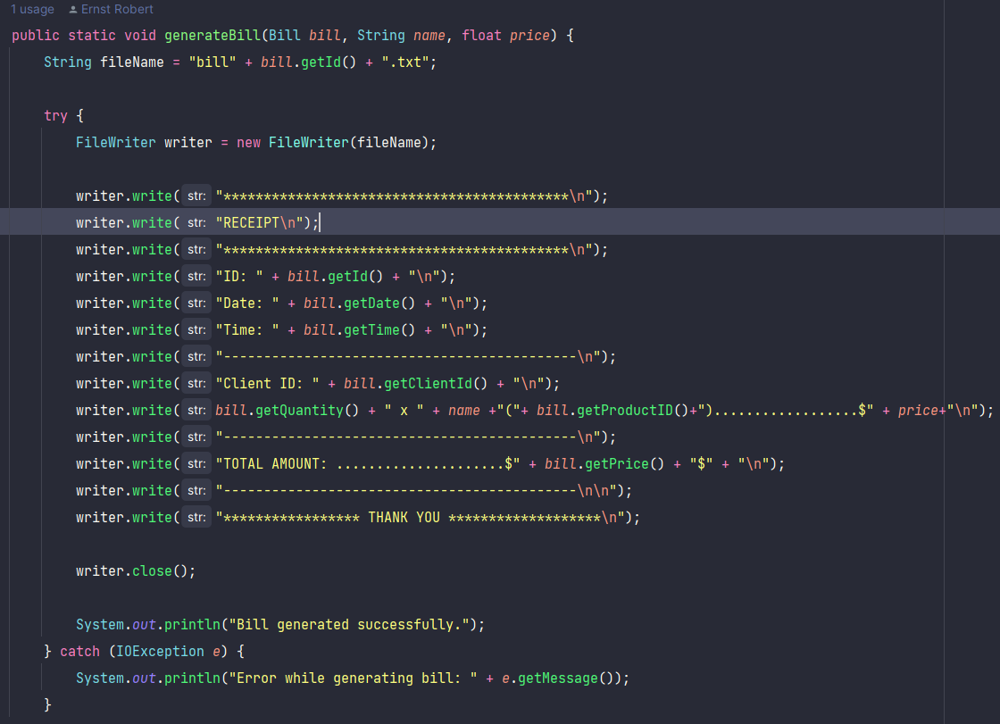 1 usage Ernst Robert
public static void generateBill(Bill bill, String name, float price) {
String fileName = "bill" + bill.getId() + ".txt";
try {
FileWriter writer = new FileWriter(fileName);
writer.write( str: "*******************************************\n");
writer.write( str: "RECEIPT\n");
writer.write( str: "*******************************************\n");
writer.write( str: "ID: " + bill.getId() + "\n");
writer.write( str: "Date: " + bill.getDate() + "\n");
writer.write( str: "Time: " + bill.getTime() + "\n");
writer.write( str: "--------------------------------------------\n");
writer.write( str: "Client ID: " + bill.getClientId() + "\n");
writer.write( str: bill.getQuantity() + " x " + name +"("+ bill.getProductID()+")..................$" + price+"\n");
writer.write( str: "--------------------------------------------\n");
writer.write( str: "TOTAL AMOUNT: .....................$" + bill.getPrice() + "$" + "\n");
writer.write( str: "--------------------------------------------\n\n");
writer.write( str: "***************** THANK YOU *******************\n");
writer.close();
System.out.println("Bill generated successfully.");
} catch (IOException e) {
System.out.println("Error while generating bill: " + e.getMessage());
}